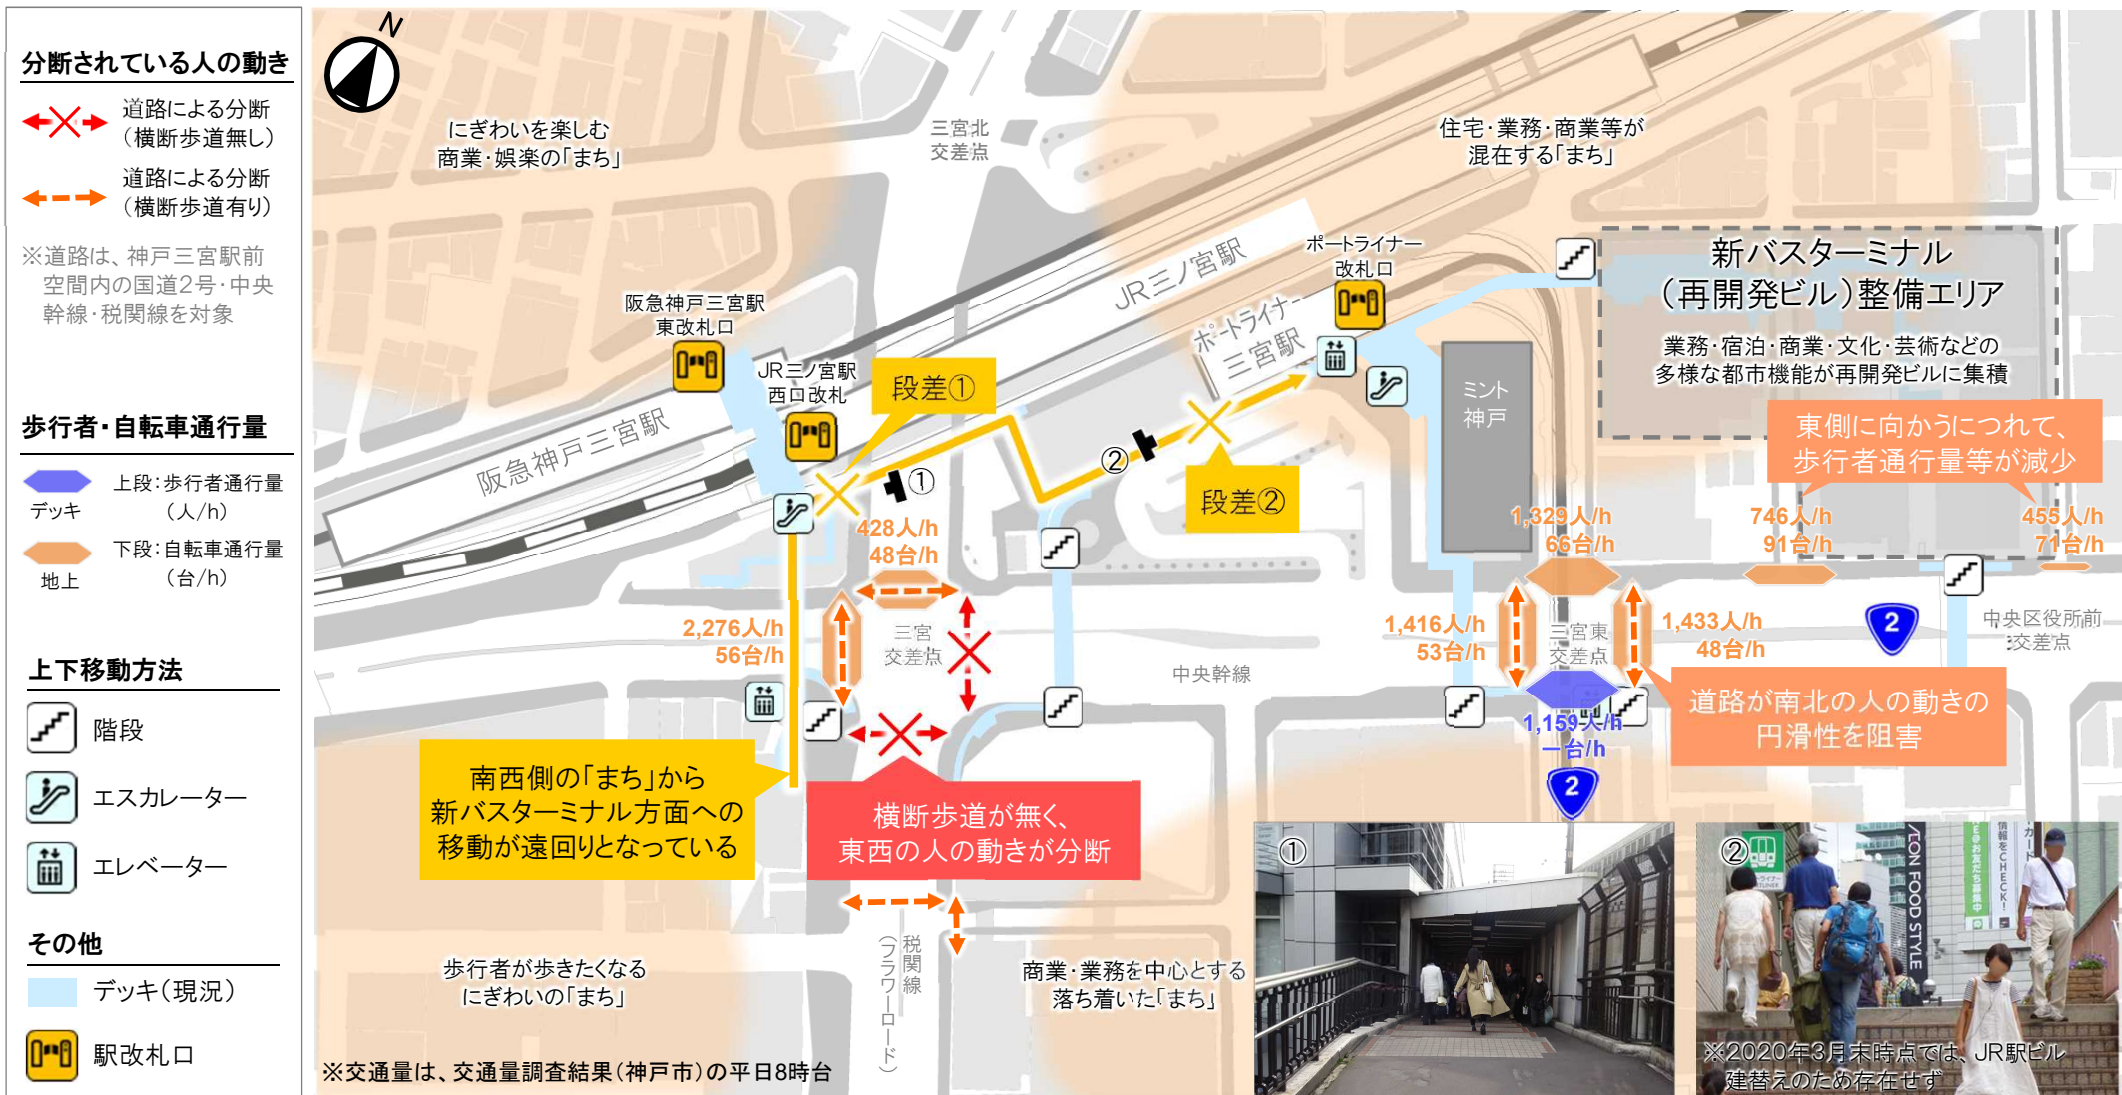 分断されている人の動き
道路による分断
（横断歩道無し）
道路による分断
（横断歩道有り）
※道路は、神戸三宮駅前
空間内の国道2号・中央
幹線・税関線を対象
歩行者・自転車通行量
デッキ
上段：歩行者通行量
（人/h）
地上
下段：自転車通行量
（台/h）
上下移動方法
階段
エスカレーター
エレベーター
その他
デッキ（現況）
駅改札口
N
にぎわいを楽しむ
商業・娯楽の「まち」
三宮北
交差点
住宅・業務・商業等が
混在する「まち」
新バスターミナル
（再開発ビル）整備エリア
業務・宿泊・商業・文化・芸術などの
多様な都市機能が再開発ビルに集積
ポートライナー
改札口
JR三ノ宮駅
ポートライナー
三宮駅
阪急神戸三宮駅
東改札口
JR三ノ宮駅
西口改札
阪急神戸三宮駅
段差①
①
②
段差②
ミント
神戸
東側に向かうにつれて、
歩行者通行量等が減少
428人/h
48台/h
1,329人/h
66台/h
746人/h
91台/h
455人/h
71台/h
2,276人/h
56台/h
三宮
交差点
中央幹線
1,416人/h
53台/h
三宮東
交差点
1,433人/h
48台/h
2
中央区役所前
交差点
1,159人/h
ー台/h
2
道路が南北の人の動きの
円滑性を阻害
南西側の「まち」から
新バスターミナル方面への
移動が遠回りとなっている
横断歩道が無く、
東西の人の動きが分断
歩行者が歩きたくなる
にぎわいの「まち」
税関線
（フラワーロード）
商業・業務を中心とする
落ち着いた「まち」
①
②
AEON FOOD STYLE
お友だち募集中
情報をCHECK!
※2020年3月末時点では、JR駅ビル
建替えのため存在せず
※交通量は、交通量調査結果（神戸市）の平日8時台